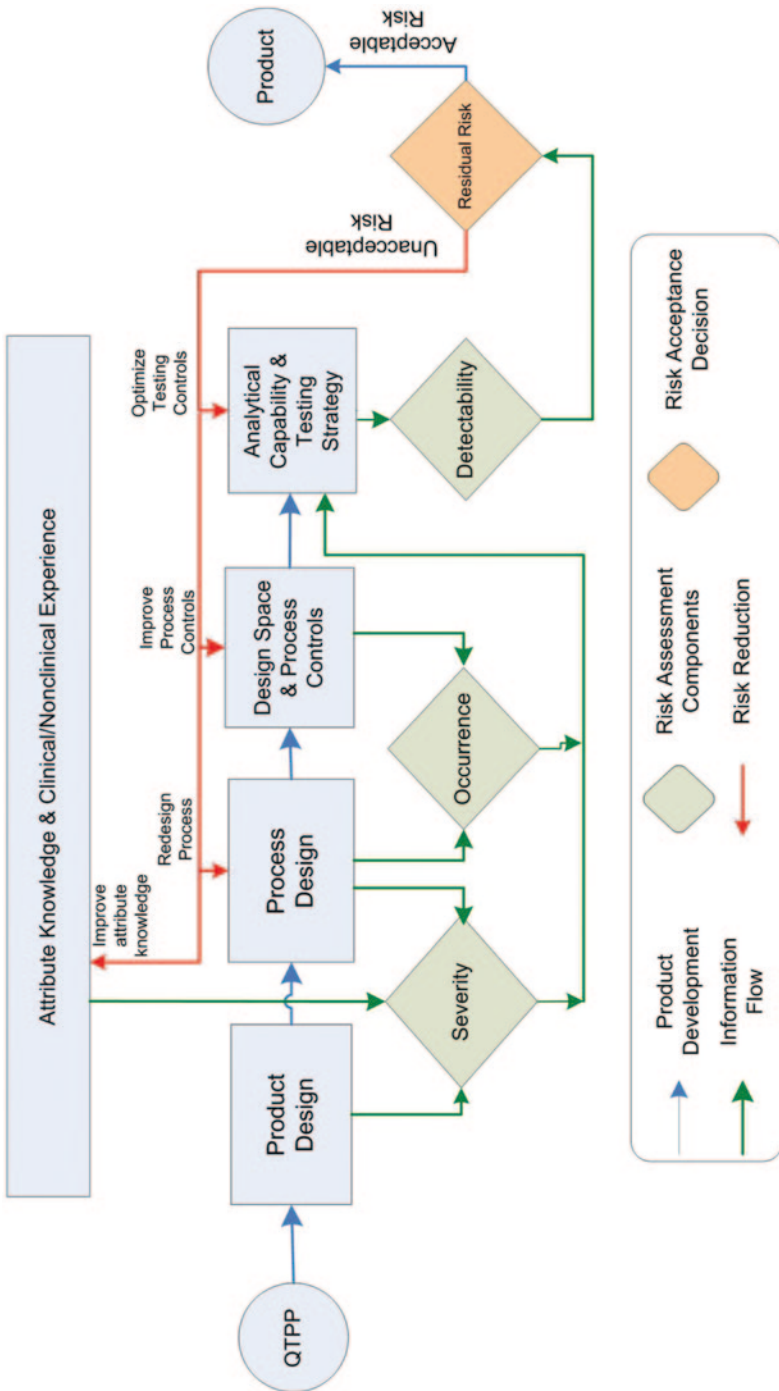 Attribute Knowledge & Clinical/Nonclinical Experience
Improve
attribute
knowledge
Redesign
Process
Improve
Process
Controls
Optimize
Testing
Controls
Unacceptable
Risk
Acceptable
Risk
QTPP
Product
Design
Process
Design
Design Space
& Process
Controls
Analytical
Capability &
Testing
Strategy
Product
Severity
Occurrence
Detectability
Residual Risk
Product
Development
Risk Assessment
Components
Risk Acceptance
Decision
Information
Flow
Risk Reduction